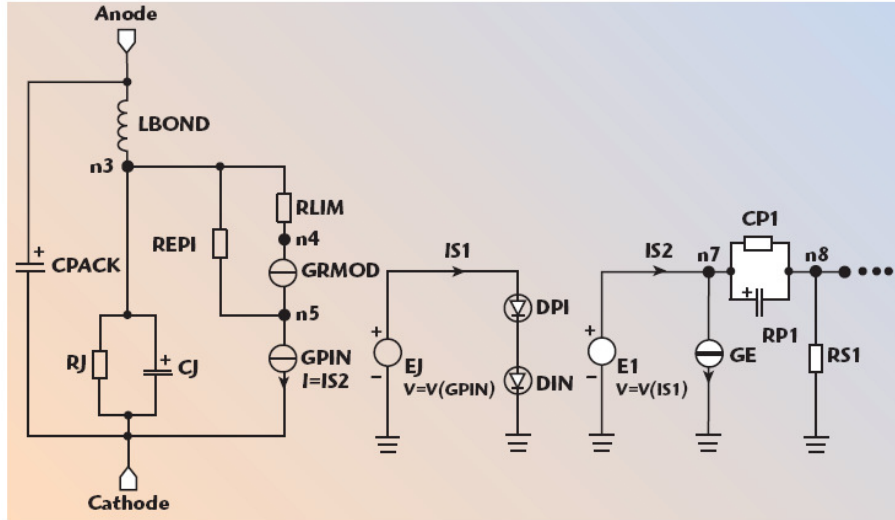 Anode
LBOND
n3
RLIM
REPI
n4
CPACK
+
GRMOD
n5
RJ
+
CJ
GPIN
I=IS2
Cathode
IS1
+
EJ
−
V=V(GPIN)
DPI
DIN
IS2
+
E1
−
V=V(IS1)
n7
GE
CP1
+
RP1
n8
RS1